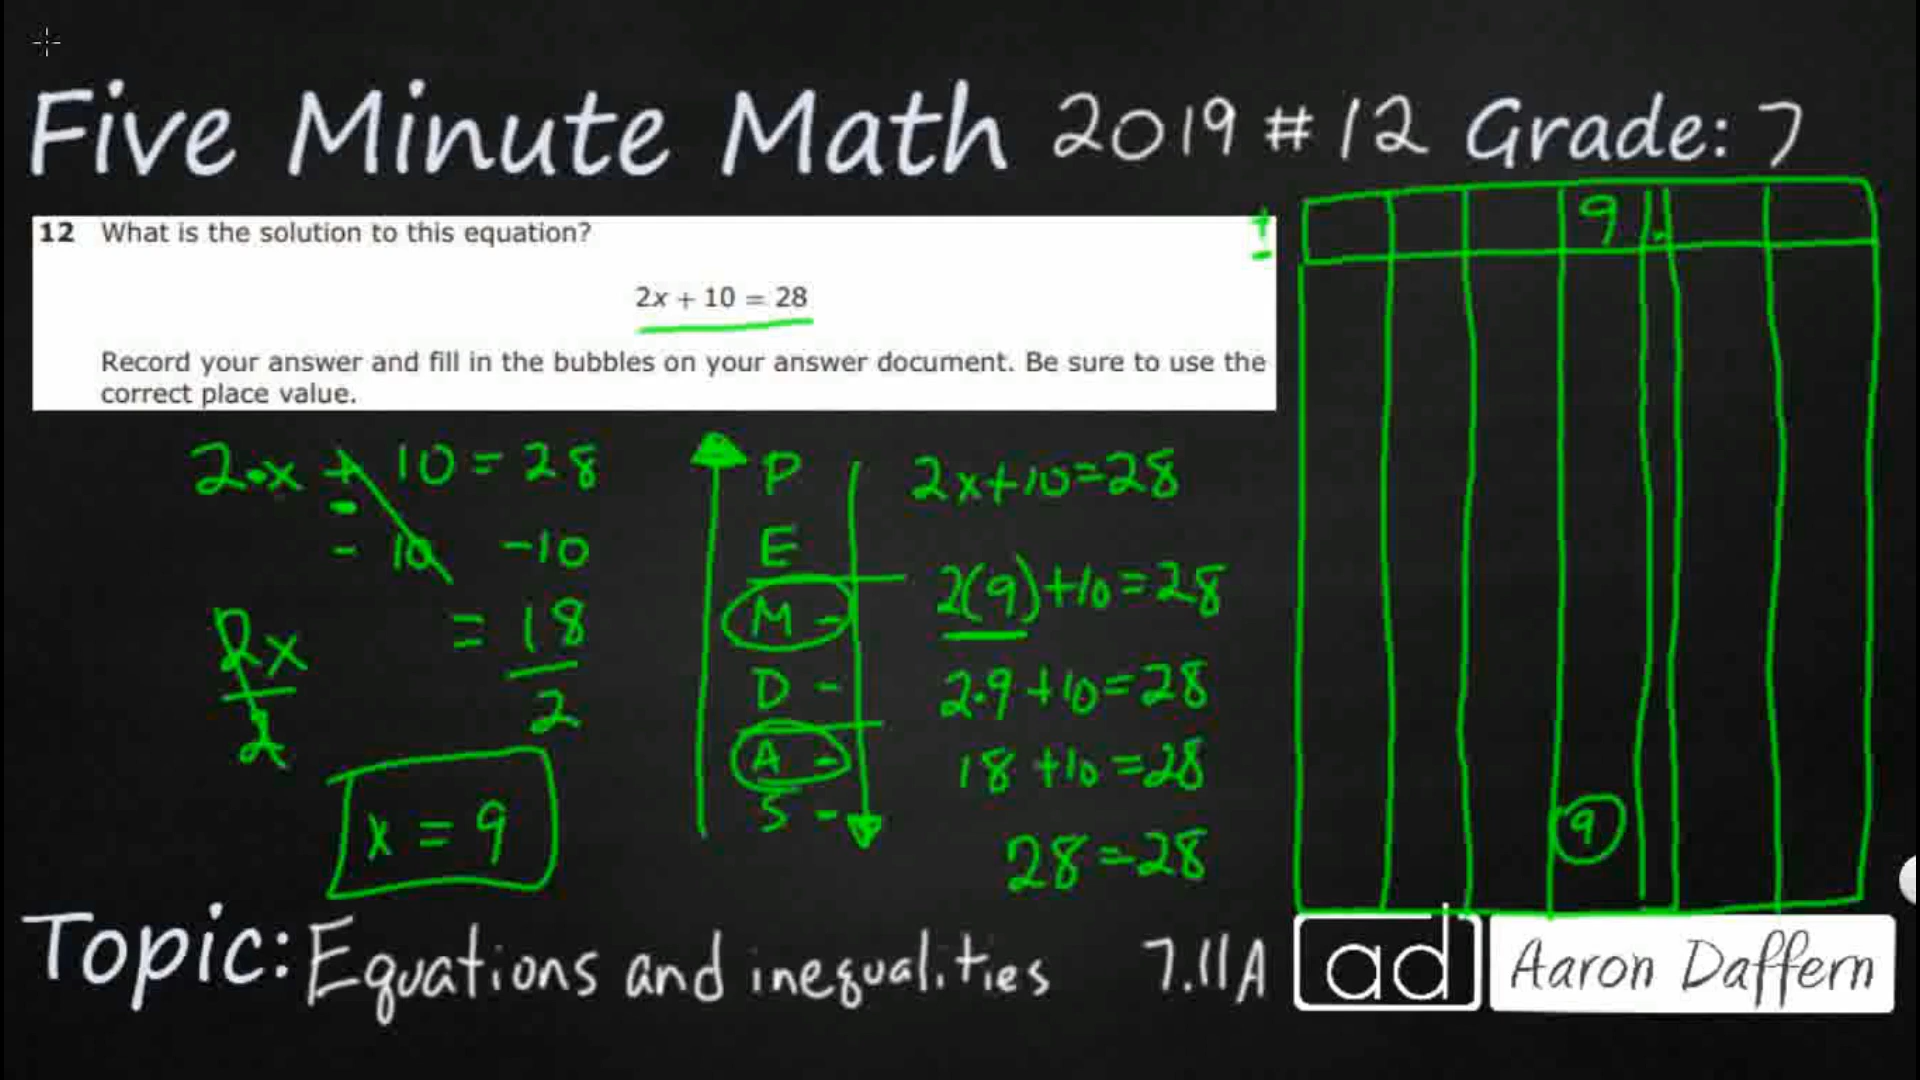 Five Minute Math 2019 #12 Grade: 7
12 What is the solution to this equation?
2x + 10 = 28
Record your answer and fill in the bubbles on your answer document. Be sure to use the
correct place value.
+
-
9 .
9
2·x + 10 = 28
-
- 10 -10
2x = 18
2 2
x = 9
P
E
M -
D -
A -
S -
2x+10=28
2(9)+10=28
2·9+10=28
18+10=28
28=28
Topic: Equations and inequalities 7.11A
ad Aaron Daffern